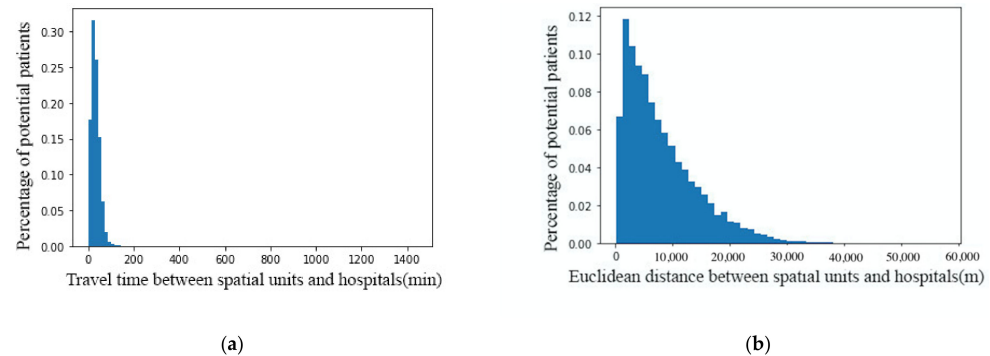 Percentage of potential patients
0.30
0.25
0.20
0.15
0.10
0.05
0.00
0 200 400 600 800 1000 1200 1400
Travel time between spatial units and hospitals(min)
(a)
Percentage of potential patients
0.12
0.10
0.08
0.06
0.04
0.02
0.00
0 10,000 20,000 30,000 40,000 50,000 60,000
Euclidean distance between spatial units and hospitals(m)
(b)